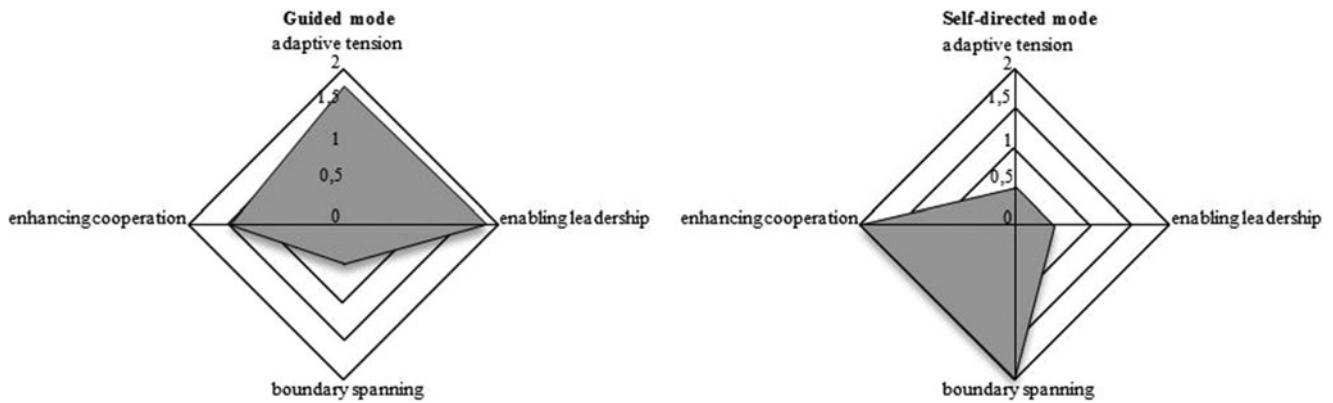 Guided mode
adaptive tension
2
1,5
1
0,5
0
enhancing cooperation
enabling leadership
boundary spanning
Self-directed mode
adaptive tension
2
1,5
1
0,5
0
enhancing cooperation
enabling leadership
boundary spanning